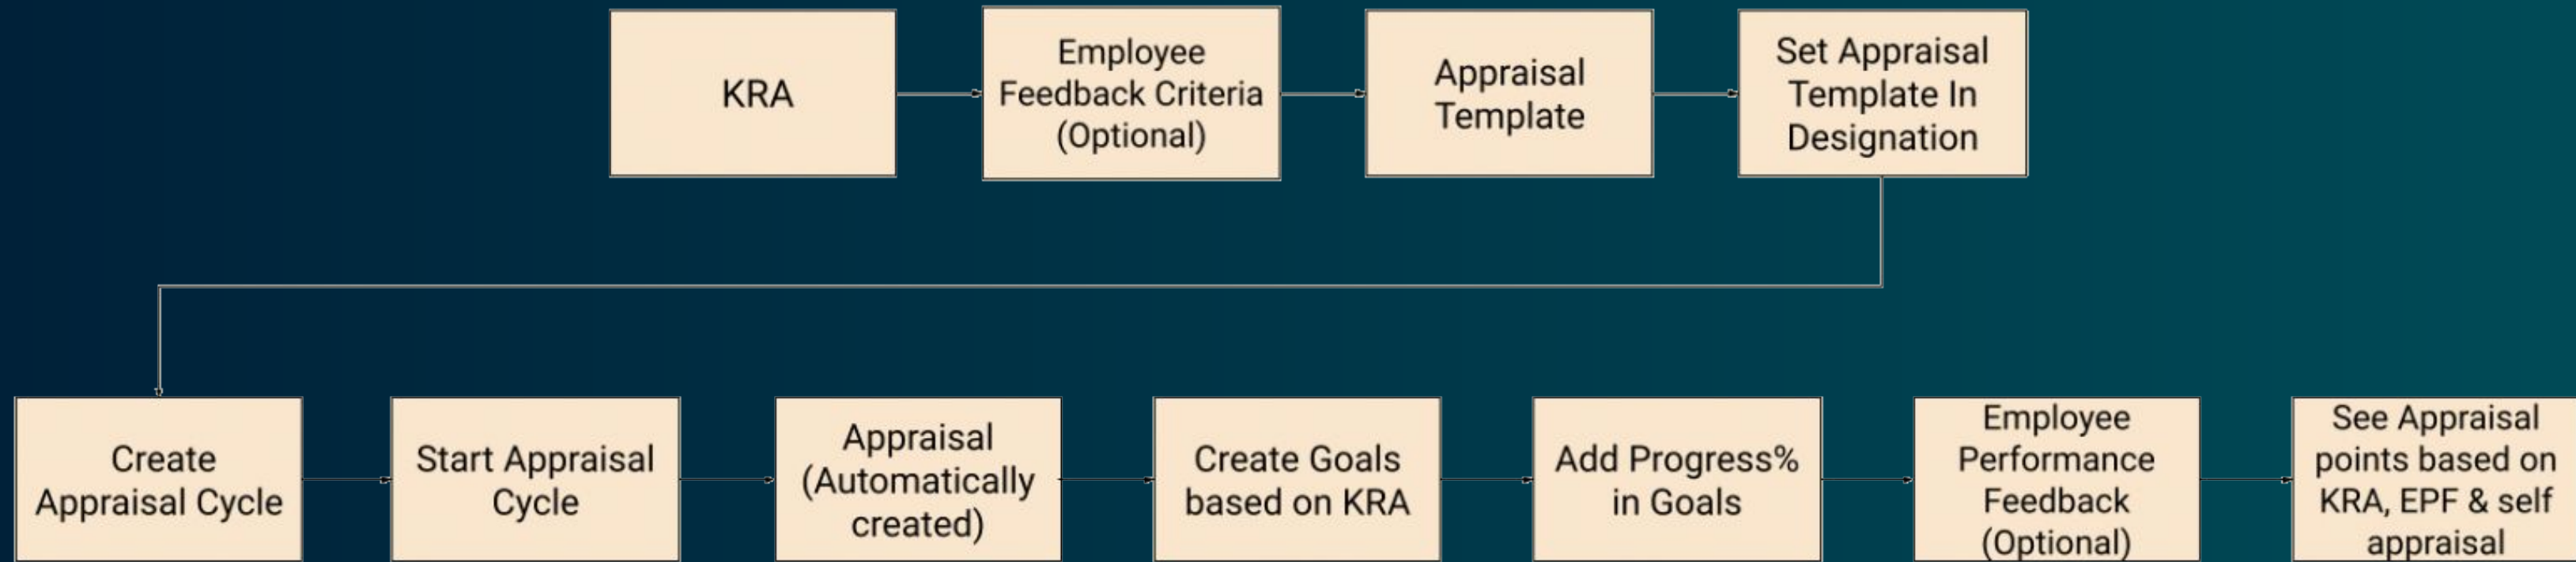 KRA
Employee
Feedback Criteria
(Optional)
Appraisal
Template
Set Appraisal
Template In
Designation
Create
Appraisal Cycle
Start Appraisal
Cycle
Appraisal
(Automatically
created)
Create Goals
based on KRA
Add Progress%
in Goals
Employee
Performance
Feedback
(Optional)
See Appraisal
points based on
KRA, EPF & self
appraisal